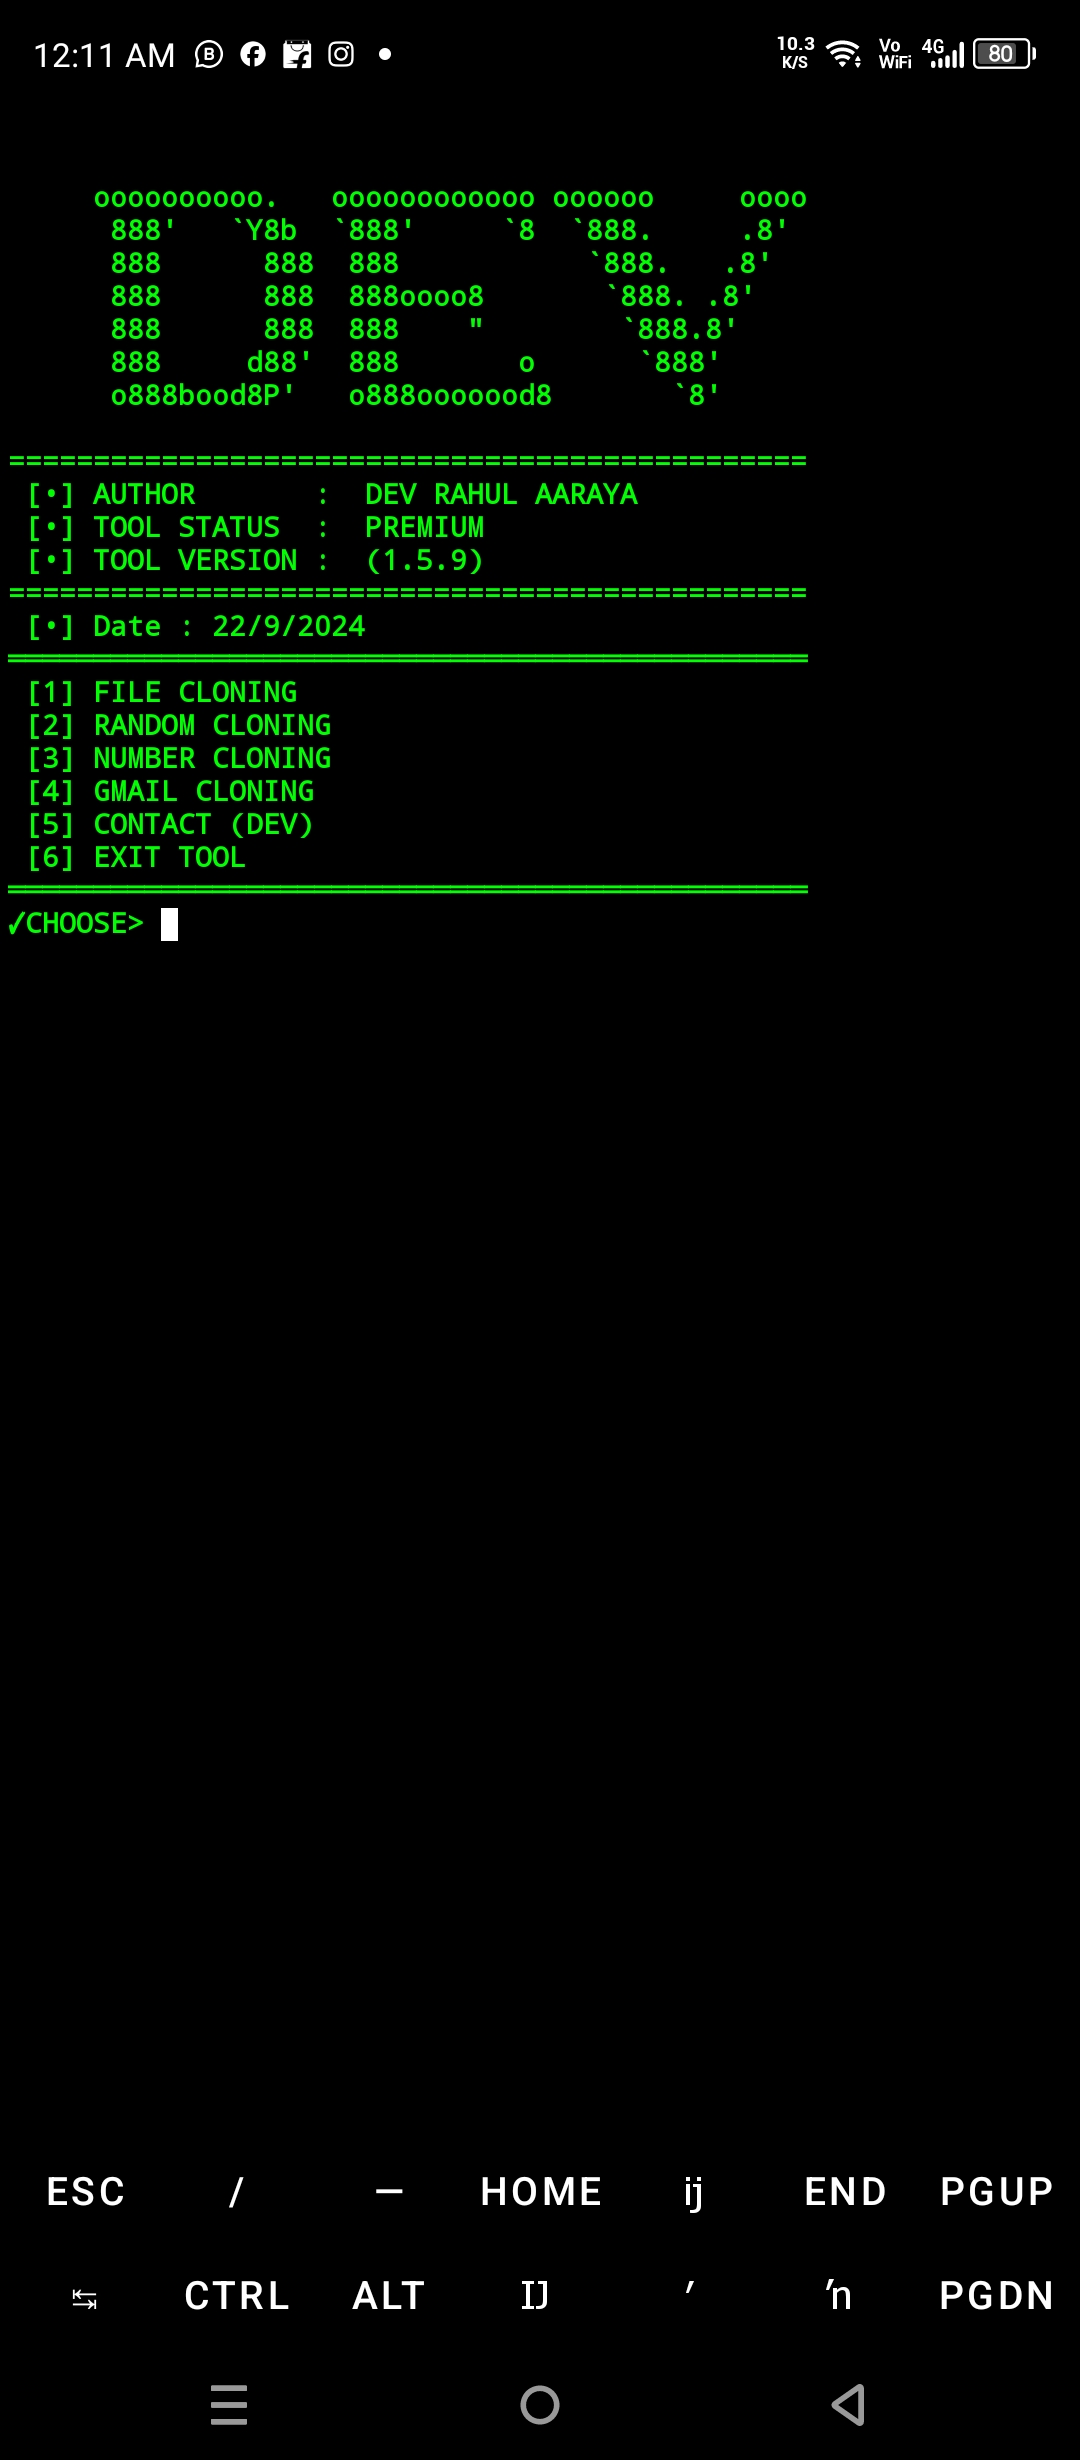 12:11 AM 10.3 K/S Vo WiFi 4G 80
oooooooooo.   oooooooooooo oooooo     oooo
 888'   `Y8b  `888'     `8  `888.     .8'
 888      888  888           `888.   .8'
 888      888  888oooo8       `888. .8'
 888      888  888    "        `888.8'
 888     d88'  888       o      `888'
 o888bood8P'   o888ooooood8       `8'
===============================================
[•] AUTHOR       :  DEV RAHUL AARAYA
[•] TOOL STATUS  :  PREMIUM
[•] TOOL VERSION :  (1.5.9)
===============================================
[•] Date : 22/9/2024
═══════════════════════════════════════════════
[1] FILE CLONING
[2] RANDOM CLONING
[3] NUMBER CLONING
[4] GMAIL CLONING
[5] CONTACT (DEV)
[6] EXIT TOOL
═══════════════════════════════════════════════
✓CHOOSE>
ESC / — HOME ĳ END PGUP
↹ CTRL ALT Ĳ ′ ŉ PGDN